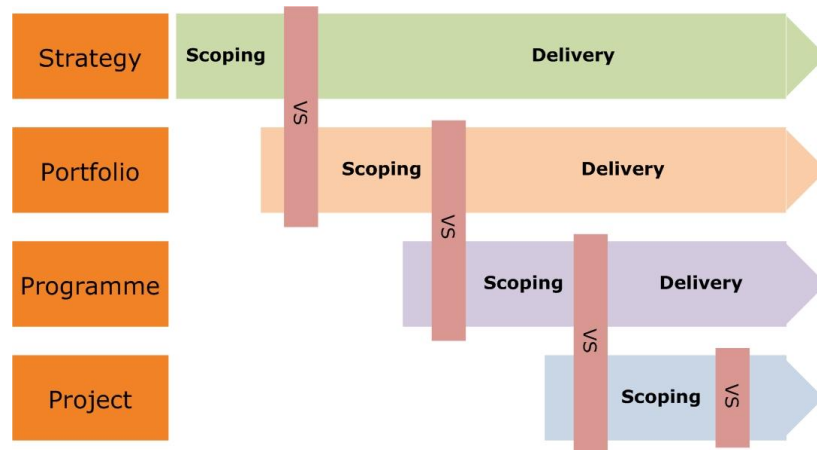 Strategy
Scoping
VS
Delivery
Portfolio
Scoping
VS
Delivery
Programme
Scoping
VS
Delivery
Project
Scoping
VS